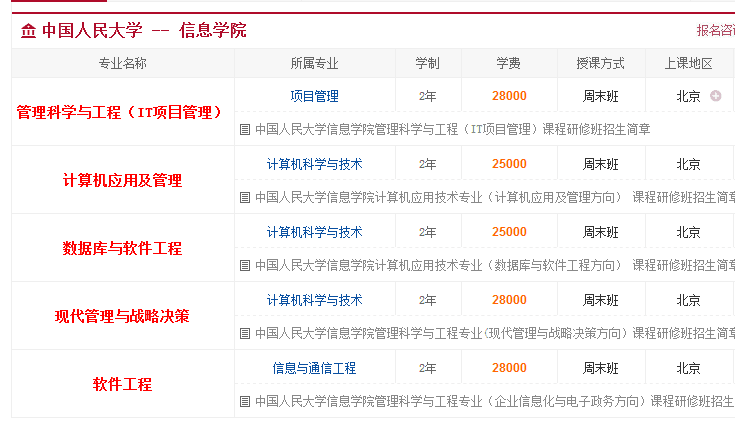 中国人民大学 -- 信息学院 报名咨
专业名称 所属专业 学制 学费 授课方式 上课地区
管理科学与工程（IT项目管理） 项目管理 2年 28000 周末班 北京
中国人民大学信息学院管理科学与工程（IT项目管理）课程研修班招生简章
计算机应用及管理 计算机科学与技术 2年 25000 周末班 北京
中国人民大学信息学院计算机应用技术专业（计算机应用及管理方向） 课程研修班招生简章
数据库与软件工程 计算机科学与技术 2年 25000 周末班 北京
中国人民大学信息学院计算机应用技术专业（数据库与软件工程方向） 课程研修班招生简章
现代管理与战略决策 计算机科学与技术 2年 28000 周末班 北京
中国人民大学信息学院管理科学与工程专业(现代管理与战略决策方向）课程研修班招生简章
软件工程 信息与通信工程 2年 28000 周末班 北京
中国人民大学信息学院管理科学与工程专业（企业信息化与电子政务方向）课程研修班招生